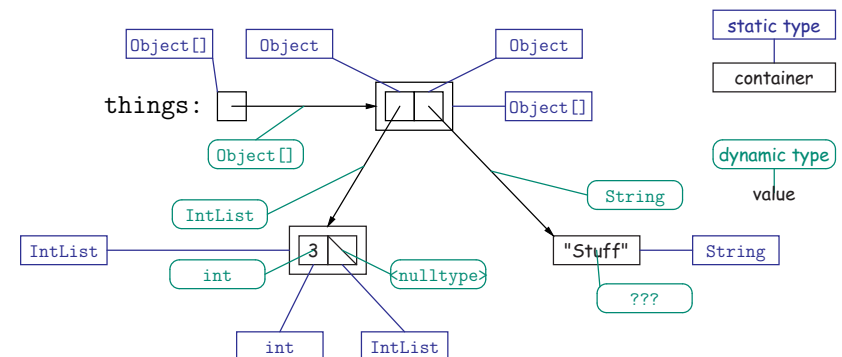 static type
Object[]
Object
Object
container
things:
Object[]
Object[]
dynamic type
value
IntList
String
IntList
3
"Stuff"
String
int
<nulltype>
???
int
IntList